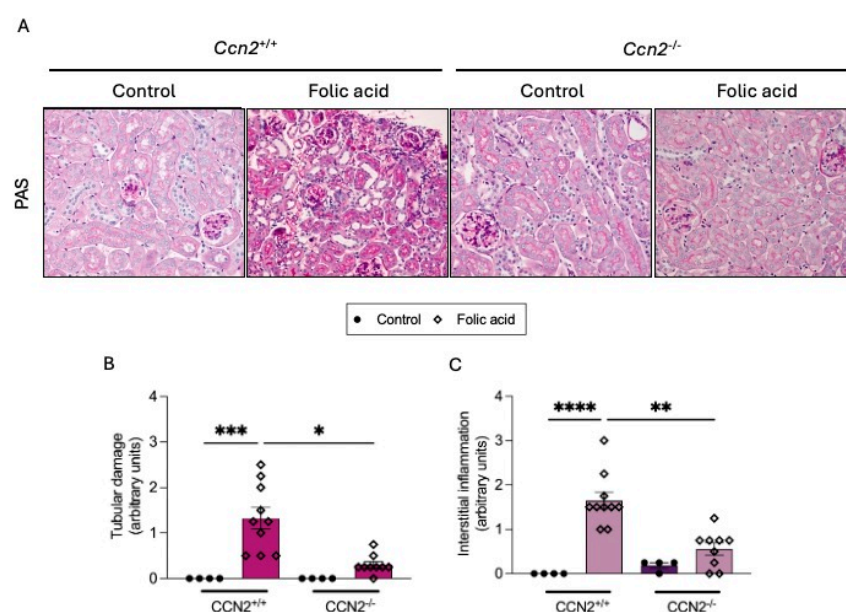 A
Ccn2+/+
Ccn2-/-
Control
Folic acid
Control
Folic acid
PAS
Control
Folic acid
B
Tubular damage
(arbitrary units)
4
3
2
1
0
***
*
CCN2+/+
CCN2-/-
C
Interstitial inflammation
(arbitrary units)
4
3
2
1
0
****
**
CCN2+/+
CCN2-/-